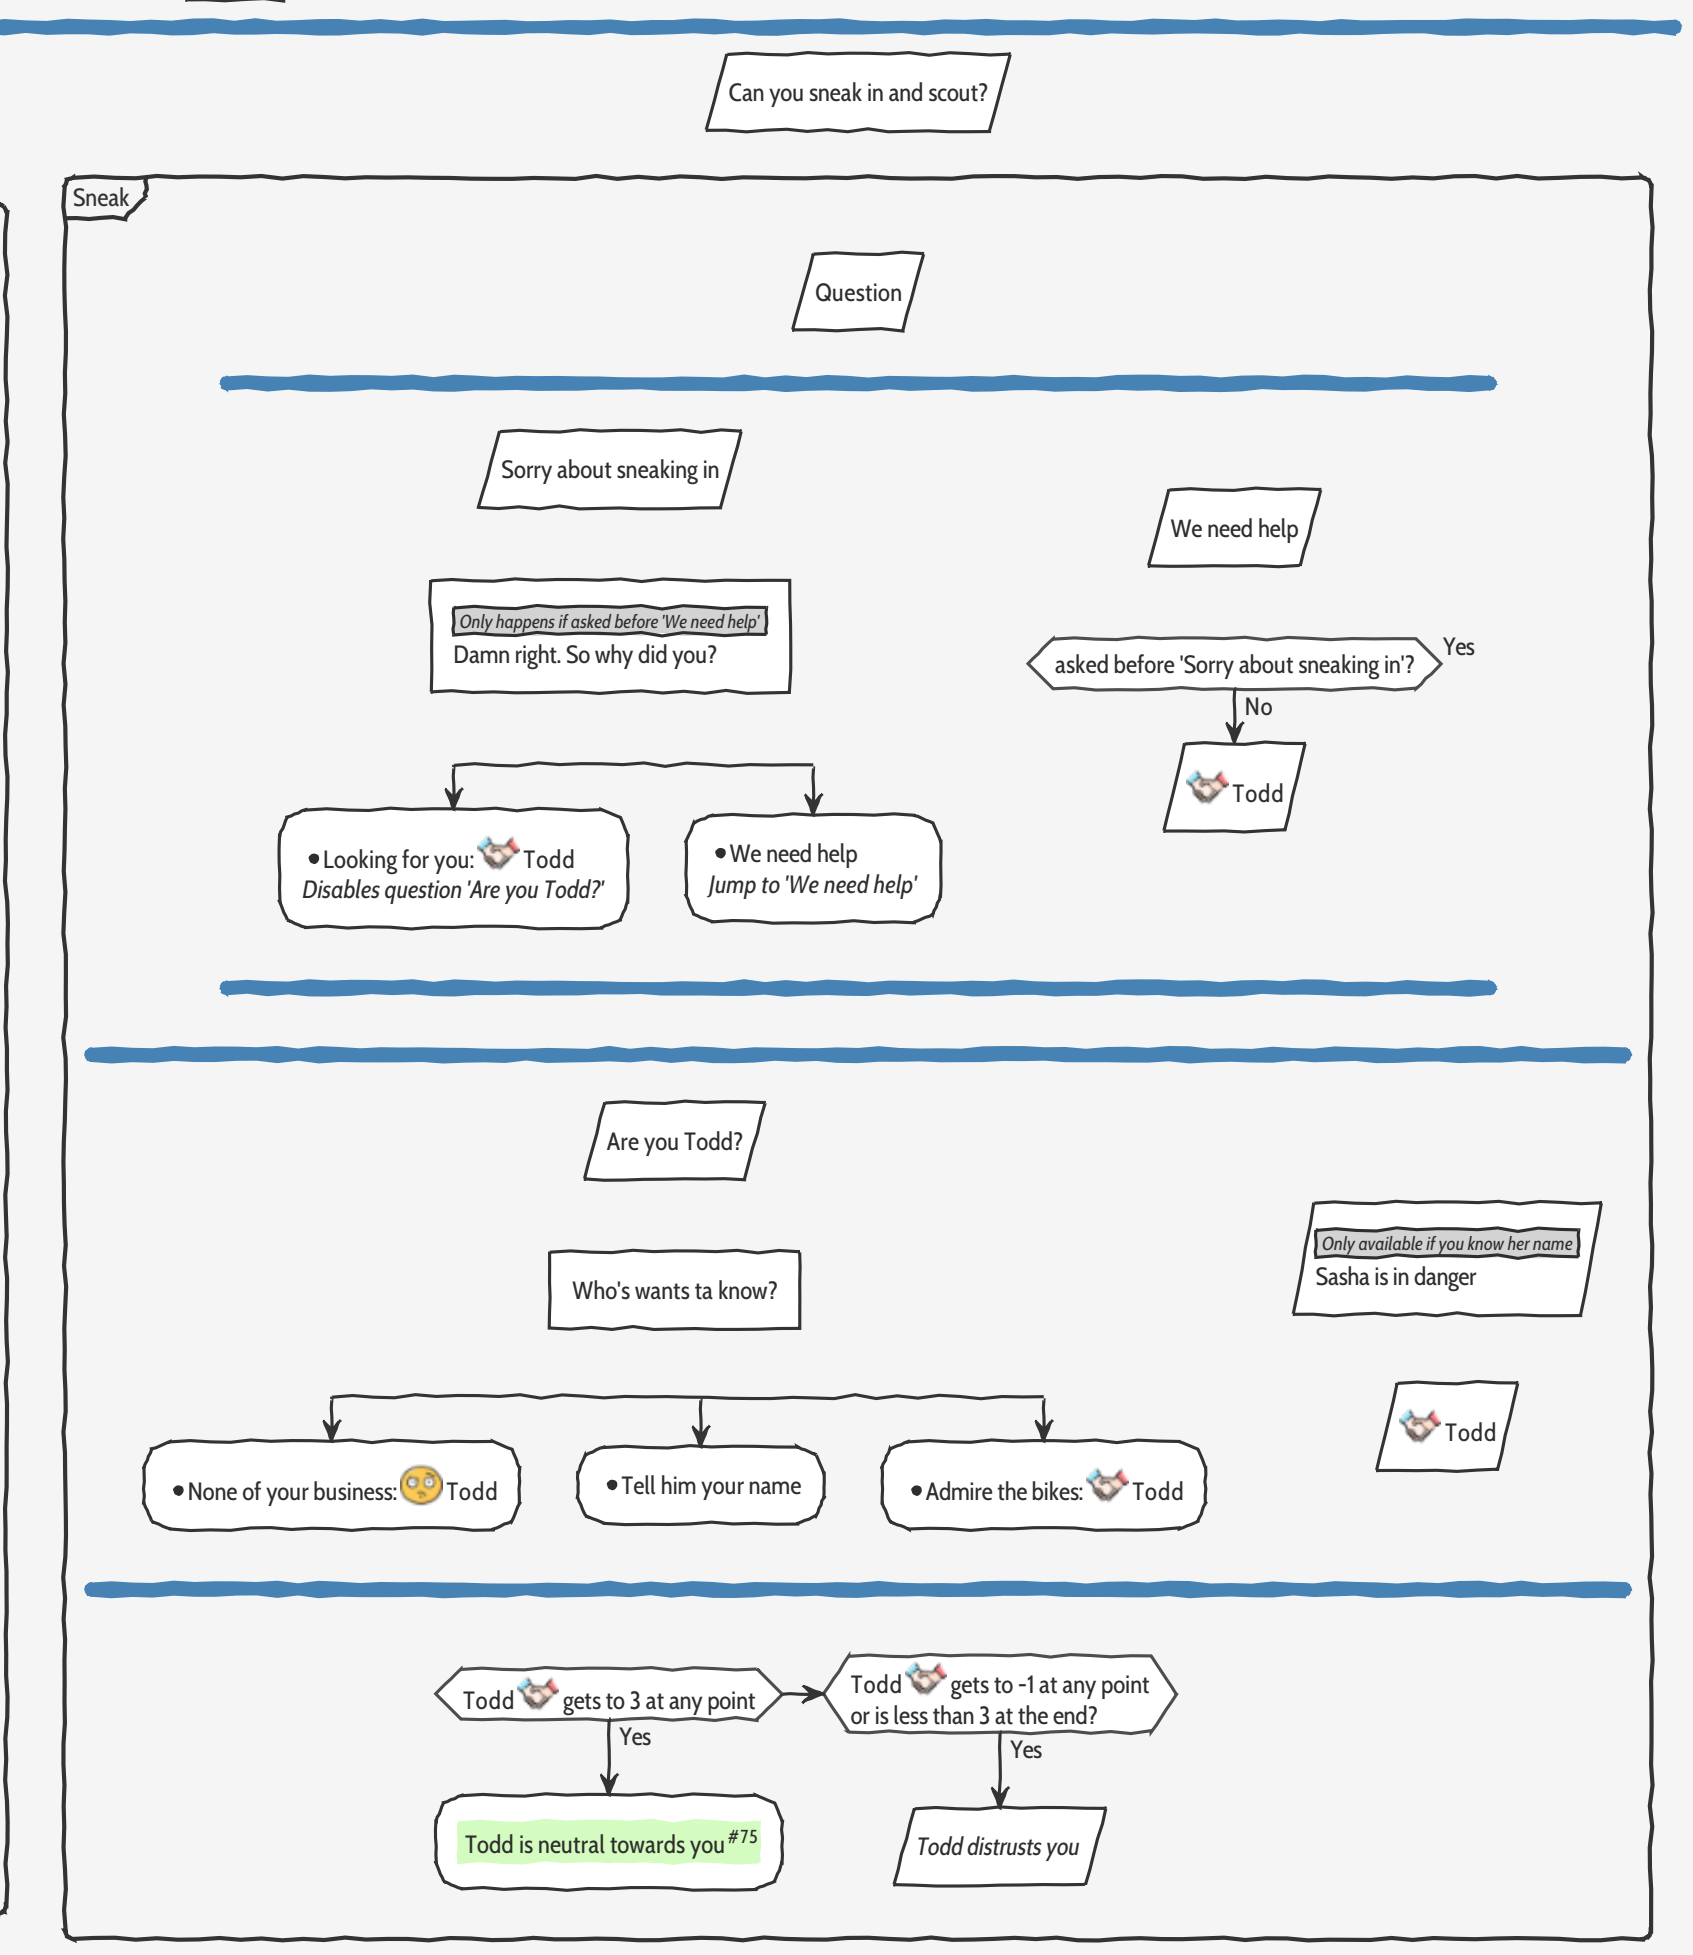 Can you sneak in and scout?
Sneak
Question
Sorry about sneaking in
We need help
Only happens if asked before 'We need help'
Damn right. So why did you?
asked before 'Sorry about sneaking in'?
Yes
No
Todd
•Looking for you: Todd
Disables question 'Are you Todd?'
•We need help
Jump to 'We need help'
Are you Todd?
Only available if you know her name
Sasha is in danger
Who's wants ta know?
Todd
•None of your business: Todd
•Tell him your name
•Admire the bikes: Todd
Todd gets to 3 at any point
Todd gets to -1 at any point
or is less than 3 at the end?
Yes
Yes
Todd is neutral towards you #75
Todd distrusts you